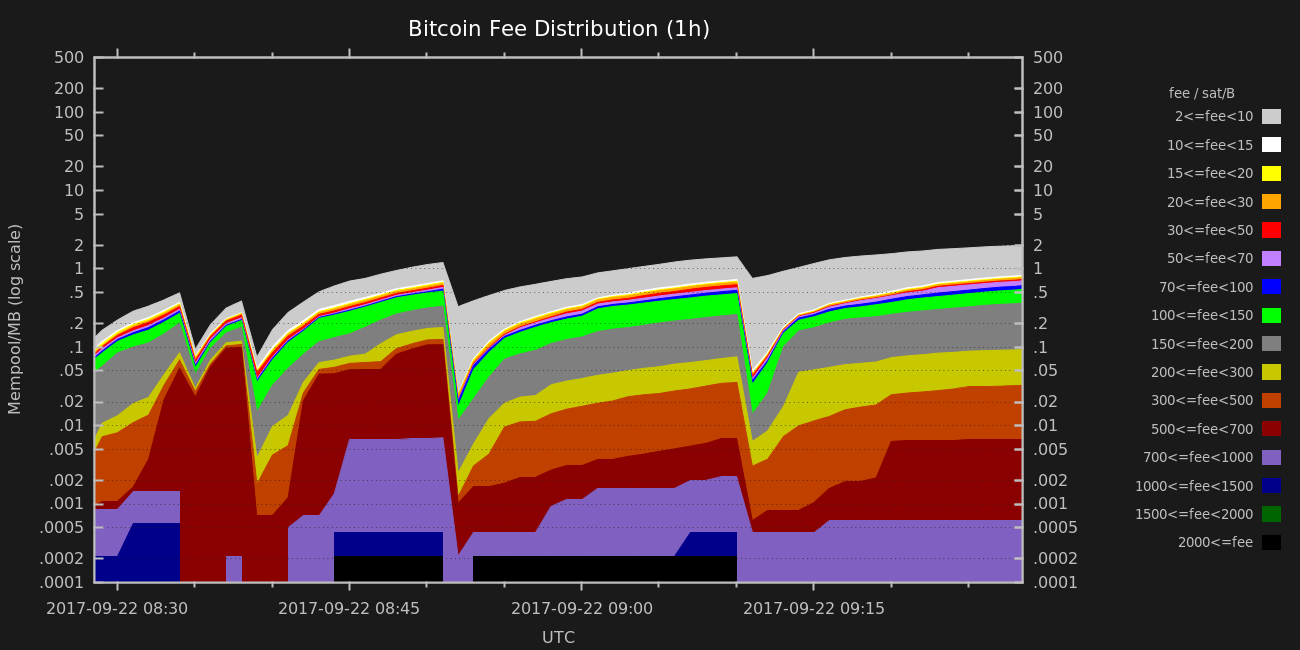 Bitcoin Fee Distribution (1h)
500
200
100
50
20
10
5
2
1
.5
.2
.1
.05
.02
.01
.005
.002
.001
.0005
.0002
.0001
Mempool/MB (log scale)
2017-09-22 08:30
2017-09-22 08:45
2017-09-22 09:00
2017-09-22 09:15
UTC
500
200
100
50
20
10
5
2
1
.5
.2
.1
.05
.02
.01
.005
.002
.001
.0005
.0002
.0001
fee / sat/B
2<=fee<10
10<=fee<15
15<=fee<20
20<=fee<30
30<=fee<50
50<=fee<70
70<=fee<100
100<=fee<150
150<=fee<200
200<=fee<300
300<=fee<500
500<=fee<700
700<=fee<1000
1000<=fee<1500
1500<=fee<2000
2000<=fee